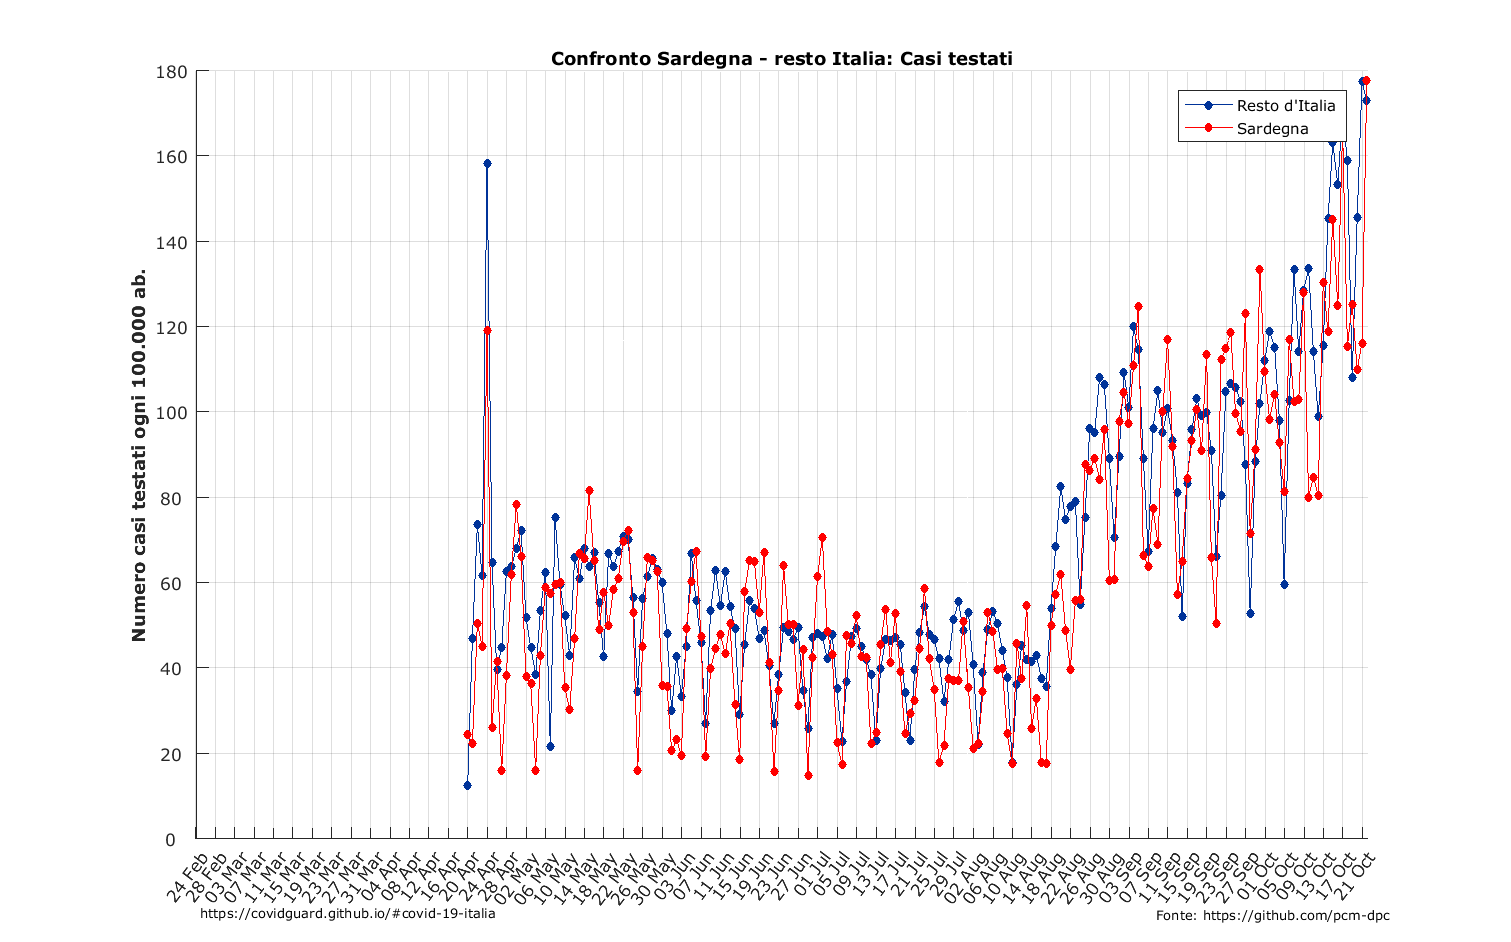 Confronto Sardegna - resto Italia: Casi testati
Numero casi testati ogni 100.000 ab.
180
160
140
120
100
80
60
40
20
0
Resto d'Italia
Sardegna
24 Feb
28 Feb
03 Mar
07 Mar
11 Mar
15 Mar
19 Mar
23 Mar
27 Mar
31 Mar
04 Apr
08 Apr
12 Apr
16 Apr
20 Apr
24 Apr
28 Apr
02 May
06 May
10 May
14 May
18 May
22 May
26 May
30 May
03 Jun
07 Jun
11 Jun
15 Jun
19 Jun
23 Jun
27 Jun
01 Jul
05 Jul
09 Jul
13 Jul
17 Jul
21 Jul
25 Jul
29 Jul
02 Aug
06 Aug
10 Aug
14 Aug
18 Aug
22 Aug
26 Aug
30 Aug
03 Sep
07 Sep
11 Sep
15 Sep
19 Sep
23 Sep
27 Sep
01 Oct
05 Oct
09 Oct
13 Oct
17 Oct
21 Oct
https://covidguard.github.io/#covid-19-italia
Fonte: https://github.com/pcm-dpc